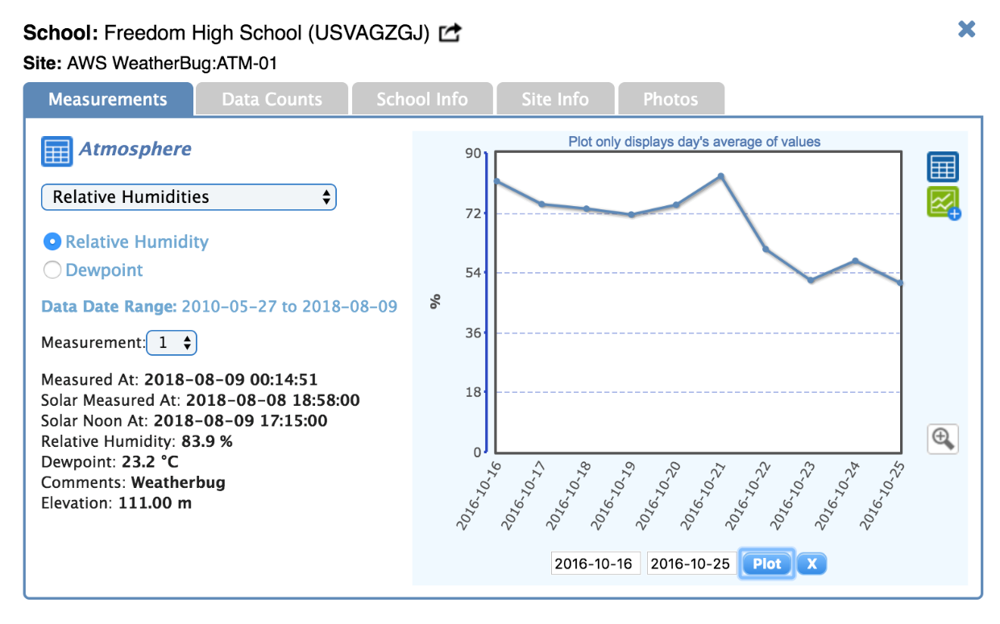 School: Freedom High School (USVAGZGJ)
Site: AWS WeatherBug:ATM-01
Measurements
Data Counts
School Info
Site Info
Photos
Atmosphere
Relative Humidities
Relative Humidity
Dewpoint
Data Date Range: 2010-05-27 to 2018-08-09
Measurement: 1
Measured At: 2018-08-09 00:14:51
Solar Measured At: 2018-08-08 18:58:00
Solar Noon At: 2018-08-09 17:15:00
Relative Humidity: 83.9 %
Dewpoint: 23.2 °C
Comments: Weatherbug
Elevation: 111.00 m
Plot only displays day's average of values
90
72
54
36
18
0
%
2016-10-16
2016-10-17
2016-10-18
2016-10-19
2016-10-20
2016-10-21
2016-10-22
2016-10-23
2016-10-24
2016-10-25
2016-10-16 2016-10-25 Plot X